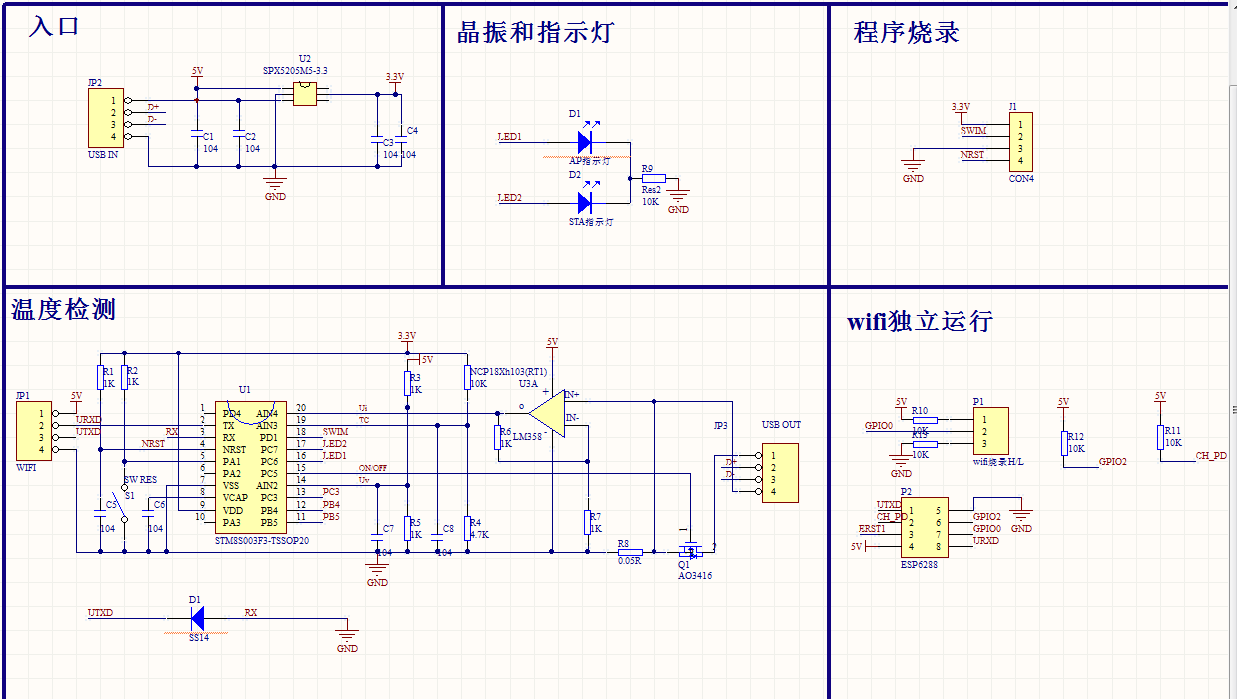 入口
5V
U2
SPX5205M5-3.3
3.3V
JP2
1
2
3
4
D+
D-
USB IN
C1
104
C2
104
C3
104
C4
104
GND
晶振和指示灯
LED1
D1
AP指示灯
LED2
D2
STA指示灯
R9
Res2
10K
GND
程序烧录
3.3V
J1
SWIM
NRST
1
2
3
4
GND
CON4
温度检测
JP1
5V
1
2
3
4
URXD
UTXD
WIFI
R1
1K
R2
1K
RX
NRST
SW RES
S1
C5
104
C6
104
U1
1 PD4 AIN4 20
2 TX AIN3 19
3 RX PD1 18
4 NRST PC7 17
5 PA1 PC6 16
6 PA2 PC5 15
7 VSS AIN2 14
8 VCAP PC3 13
9 VDD PB4 12
10 PA3 PB5 11
STM8S003F3-TSSOP20
Ui
TC
SWIM
LED2
LED1
ON/OFF
Uv
PC3
PB4
PB5
3.3V
5V
R3
1K
NCP18Xh103(RT1)
10K
R5
1K
C7
104
C8
104
R4
4.7K
GND
5V
U3A
+
IN+
IN-
-
o
LM358
R6
1K
R7
1K
R8
0.05R
1
2
Q1
AO3416
JP3
USB OUT
D+
D-
1
2
3
4
UTXD
D1
SS14
RX
GND
wifi独立运行
5V
R10
10K
GPIO0
R13
10K
GND
P1
1
2
3
wifi烧录H/L
5V
R12
10K
GPIO2
5V
R11
10K
CH_PD
P2
UTXD
CH_PD
ERST1
5V
1 5
2 6
3 7
4 8
GPIO2
GPIO0
URXD
GND
ESP6288